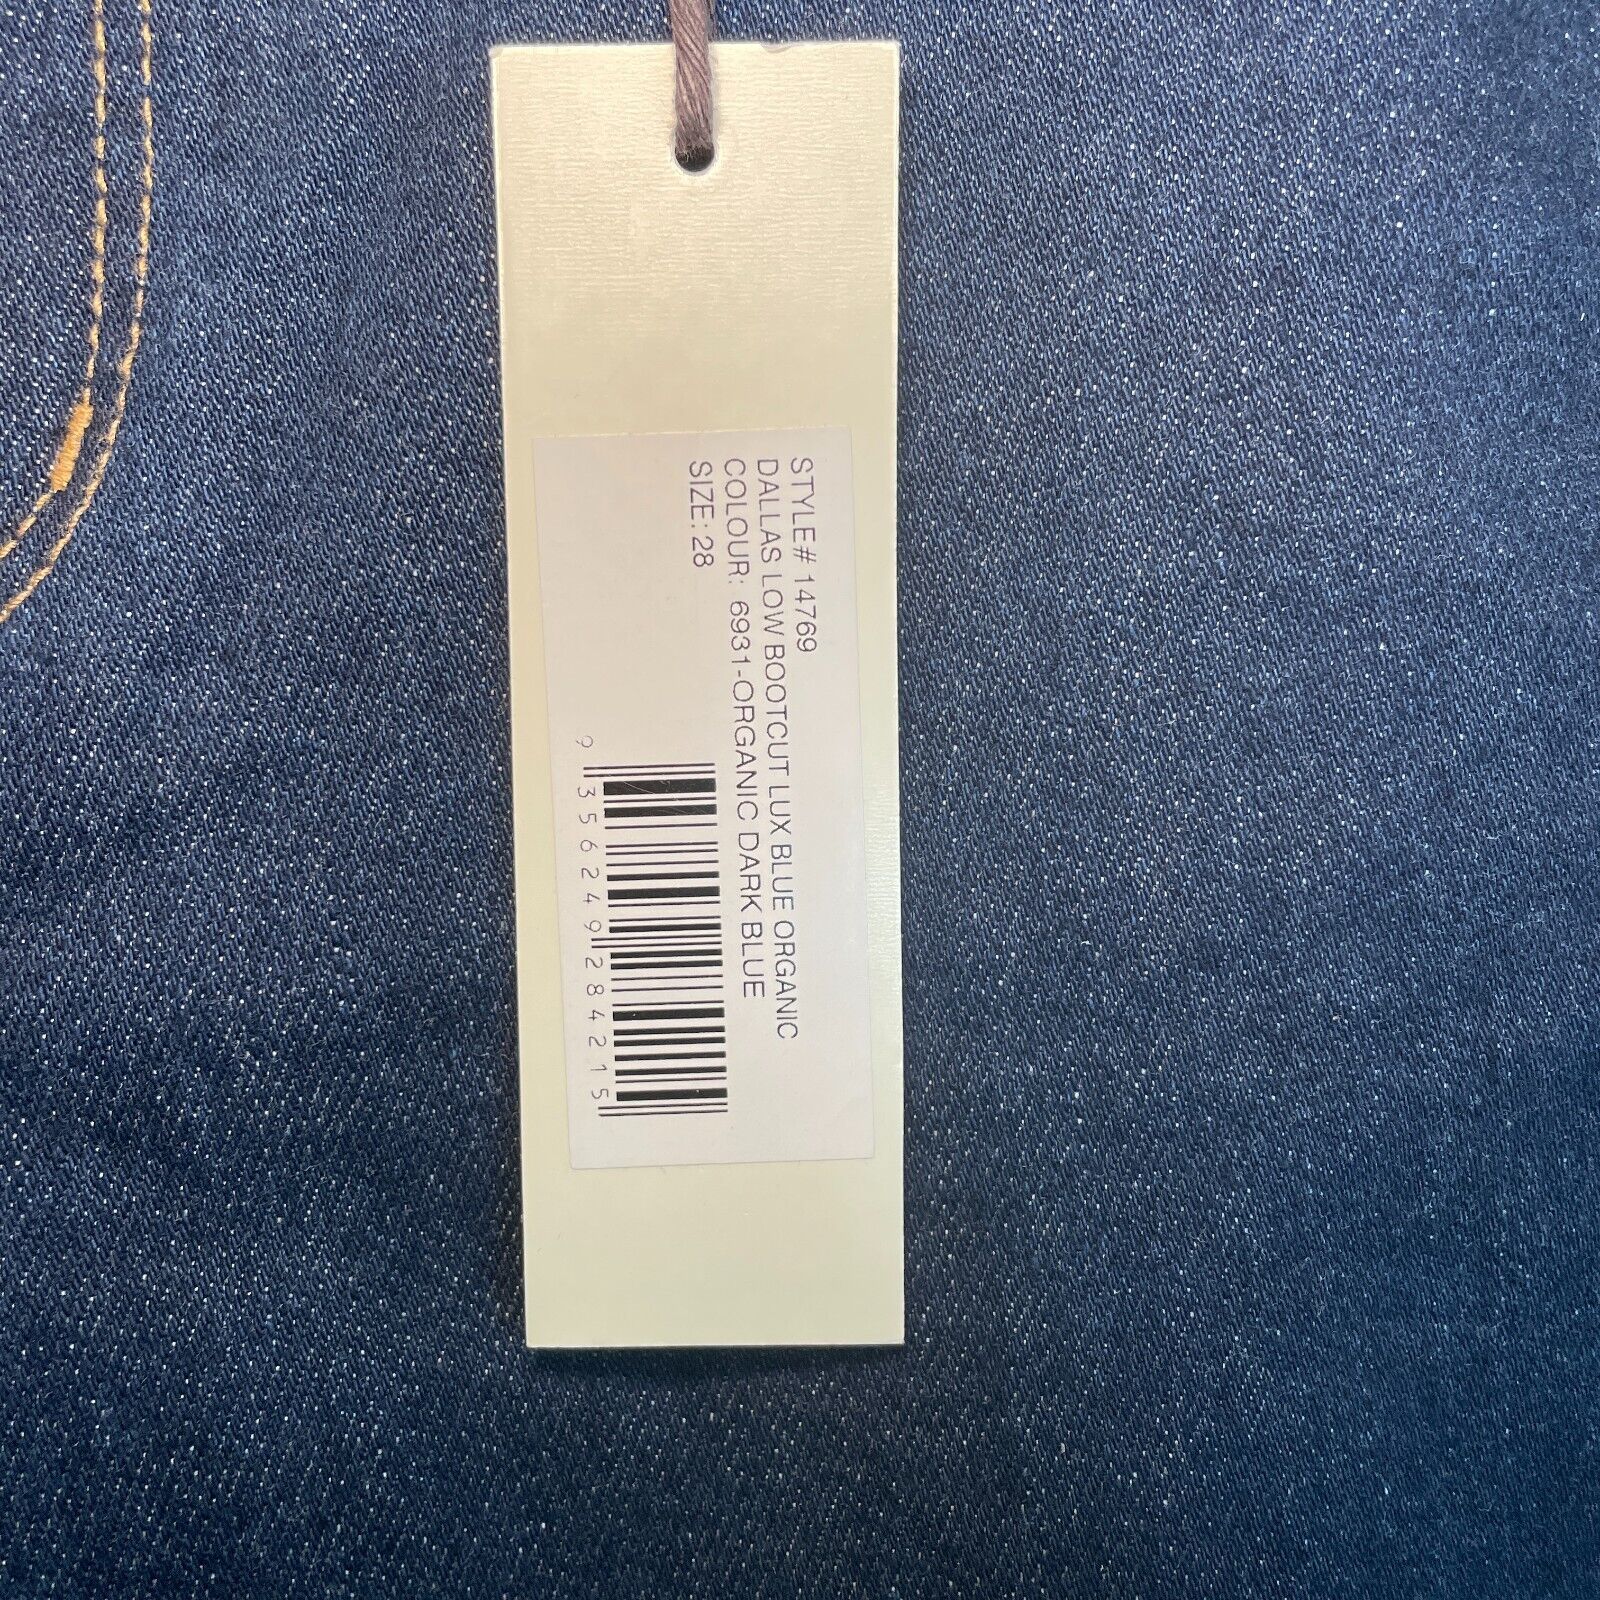 STYLE# 14769
DALLAS LOW BOOTCUT LUX BLUE ORGANIC
COLOUR: 6931-ORGANIC DARK BLUE
SIZE: 28
9 356249 284215